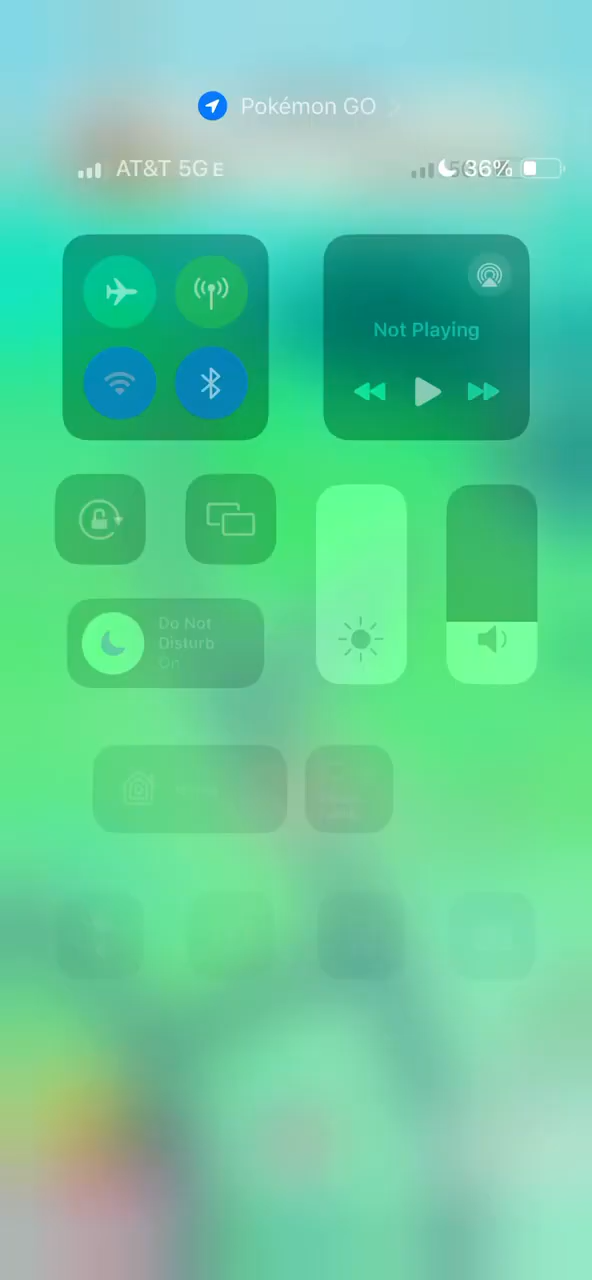 Pokémon GO
AT&T 5G E
36%
Not Playing
Do Not
Disturb
On